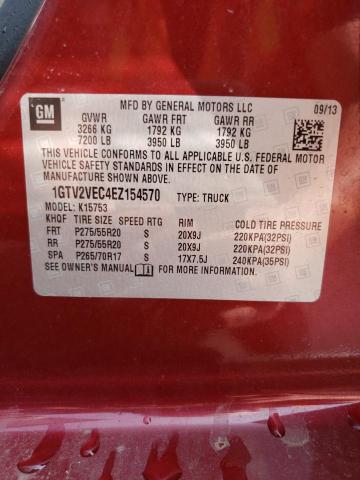 GM
MFD BY GENERAL MOTORS LLC
09/13
GVWR GAWR FRT GAWR RR
3266 KG 1792 KG 1792 KG
7200 LB 3950 LB 3950 LB
THIS VEHICLE CONFORMS TO ALL APPLICABLE U.S. FEDERAL MOTOR
VEHICLE SAFETY STANDARDS IN EFFECT ON THE DATE OF
MANUFACTURE SHOWN ABOVE.
1GTV2VEC4EZ154570 TYPE: TRUCK
MODEL: K15753
KHQF TIRE SIZE SPEED RTG RIM COLD TIRE PRESSURE
FRT P275/55R20 S 20X9J 220KPA(32PSI)
RR P275/55R20 S 20X9J 220KPA(32PSI)
SPA P265/70R17 S 17X7.5J 240KPA(35PSI)
SEE OWNER'S MANUAL FOR MORE INFORMATION.